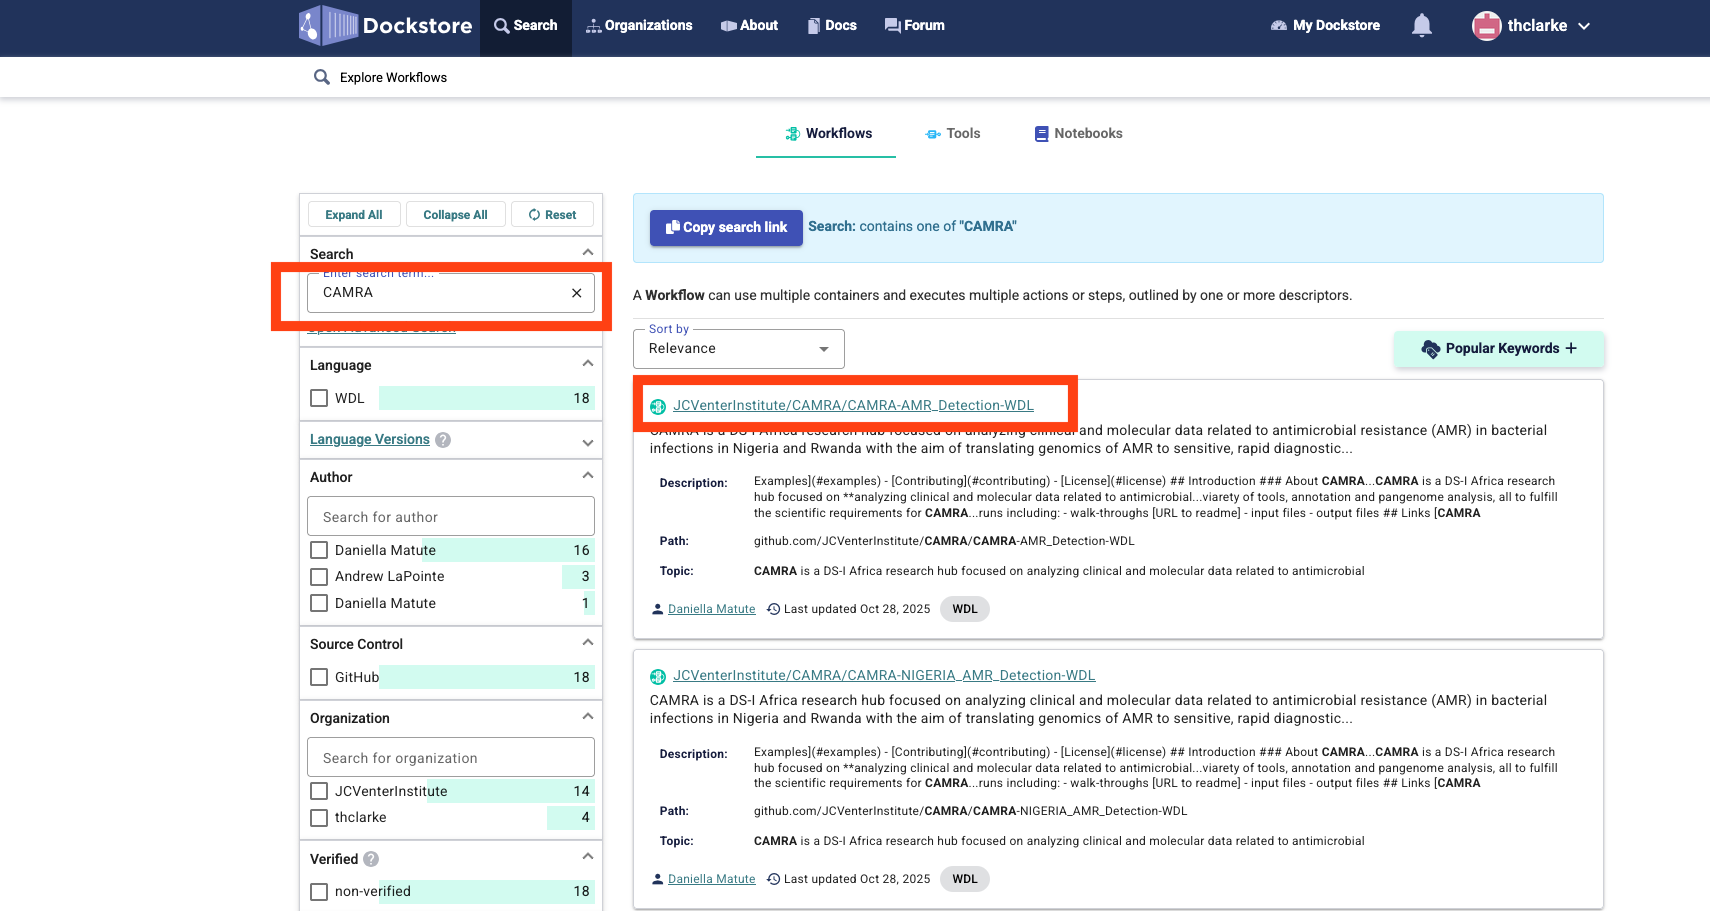 Dockstore
Search
Organizations
About
Docs
Forum
My Dockstore
thclarke
Explore Workflows
Workflows
Tools
Notebooks
Expand All
Collapse All
Reset
Search
Enter search term...
CAMRA
Open Advanced Search
Language
WDL 18
Language Versions ?
Author
Search for author
Daniella Matute 16
Andrew LaPointe 3
Daniella Matute 1
Source Control
GitHub 18
Organization
Search for organization
JCVenterInstitute 14
thclarke 4
Verified ?
non-verified 18
Copy search link Search: contains one of "CAMRA"
A Workflow can use multiple containers and executes multiple actions or steps, outlined by one or more descriptors.
Sort by
Relevance
Popular Keywords +
JCVenterInstitute/CAMRA/CAMRA-AMR_Detection-WDL
CAMRA is a DS-I Africa research hub focused on analyzing clinical and molecular data related to antimicrobial resistance (AMR) in bacterial
infections in Nigeria and Rwanda with the aim of translating genomics of AMR to sensitive, rapid diagnostic...
Description: Examples](#examples) - [Contributing](#contributing) - [License](#license) ## Introduction ### About CAMRA...CAMRA is a DS-I Africa research
hub focused on **analyzing clinical and molecular data related to antimicrobial...viarety of tools, annotation and pangenome analysis, all to fulfill
the scientific requirements for CAMRA...runs including: - walk-throughs [URL to readme] - input files - output files ## Links [CAMRA
Path: github.com/JCVenterInstitute/CAMRA/CAMRA-AMR_Detection-WDL
Topic: CAMRA is a DS-I Africa research hub focused on analyzing clinical and molecular data related to antimicrobial
Daniella Matute Last updated Oct 28, 2025 WDL
JCVenterInstitute/CAMRA/CAMRA-NIGERIA_AMR_Detection-WDL
CAMRA is a DS-I Africa research hub focused on analyzing clinical and molecular data related to antimicrobial resistance (AMR) in bacterial
infections in Nigeria and Rwanda with the aim of translating genomics of AMR to sensitive, rapid diagnostic...
Description: Examples](#examples) - [Contributing](#contributing) - [License](#license) ## Introduction ### About CAMRA...CAMRA is a DS-I Africa research
hub focused on **analyzing clinical and molecular data related to antimicrobial...viarety of tools, annotation and pangenome analysis, all to fulfill
the scientific requirements for CAMRA...runs including: - walk-throughs [URL to readme] - input files - output files ## Links [CAMRA
Path: github.com/JCVenterInstitute/CAMRA/CAMRA-NIGERIA_AMR_Detection-WDL
Topic: CAMRA is a DS-I Africa research hub focused on analyzing clinical and molecular data related to antimicrobial
Daniella Matute Last updated Oct 28, 2025 WDL